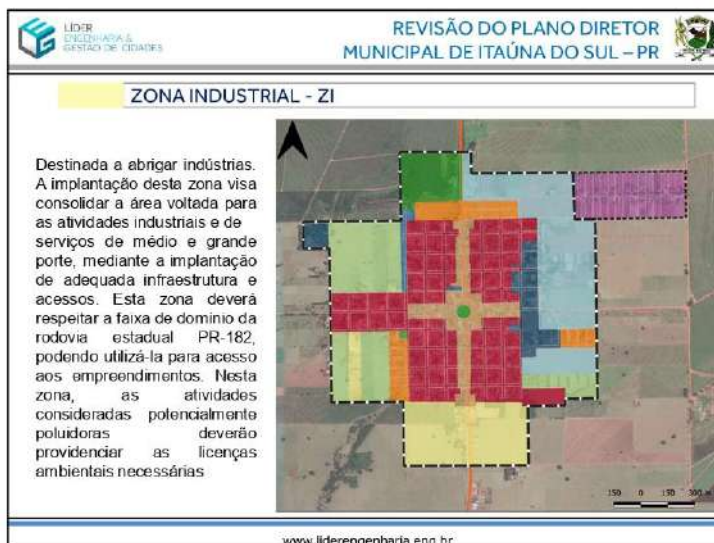 LÍDER
ENGENHARIA &
GESTÃO DE CIDADES
REVISÃO DO PLANO DIRETOR
MUNICIPAL DE ITAÚNA DO SUL – PR
ZONA INDUSTRIAL - ZI
Destinada a abrigar indústrias.
A implantação desta zona visa
consolidar a área voltada para
as atividades industriais e de
serviços de médio e grande
porte, mediante a implantação
de adequada infraestrutura e
acessos. Esta zona deverá
respeitar a faixa de domínio da
rodovia estadual PR-182,
podendo utilizá-la para acesso
aos empreendimentos. Nesta
zona, as atividades
consideradas potencialmente
poluidoras deverão
providenciar as licenças
ambientais necessárias
150 0 150 300 m
www.liderengenharia.eng.br